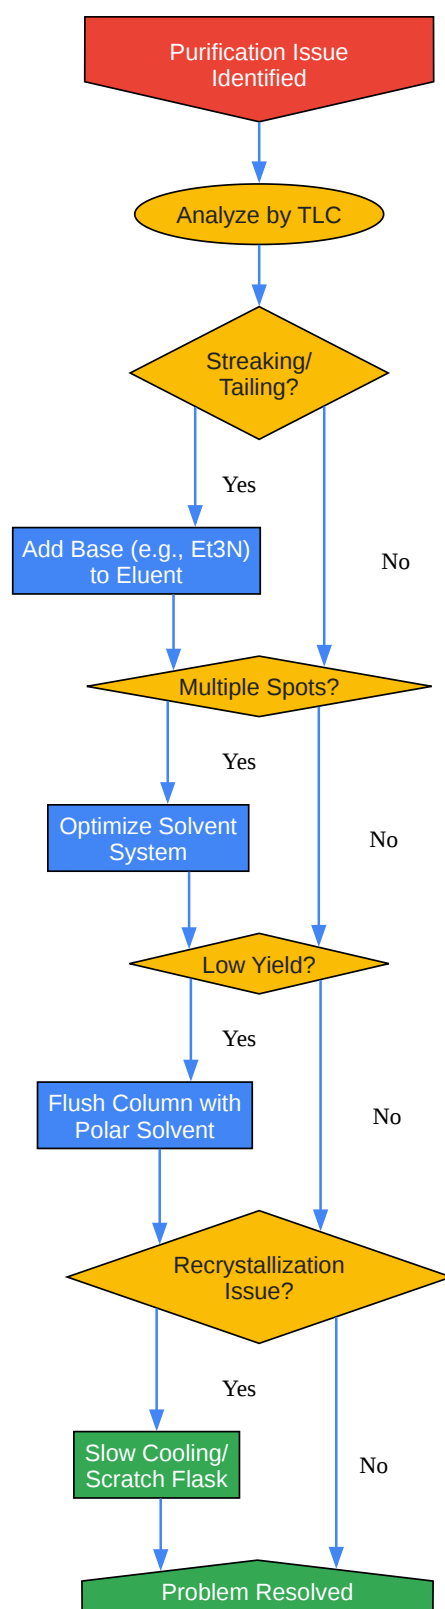 Purification Issue
Identified
Analyze by TLC
Streaking/
Tailing?
Yes
Add Base (e.g., Et3N)
to Eluent
No
Multiple Spots?
Yes
Optimize Solvent
System
No
Low Yield?
Yes
Flush Column with
Polar Solvent
No
Recrystallization
Issue?
Yes
Slow Cooling/
Scratch Flask
No
Problem Resolved